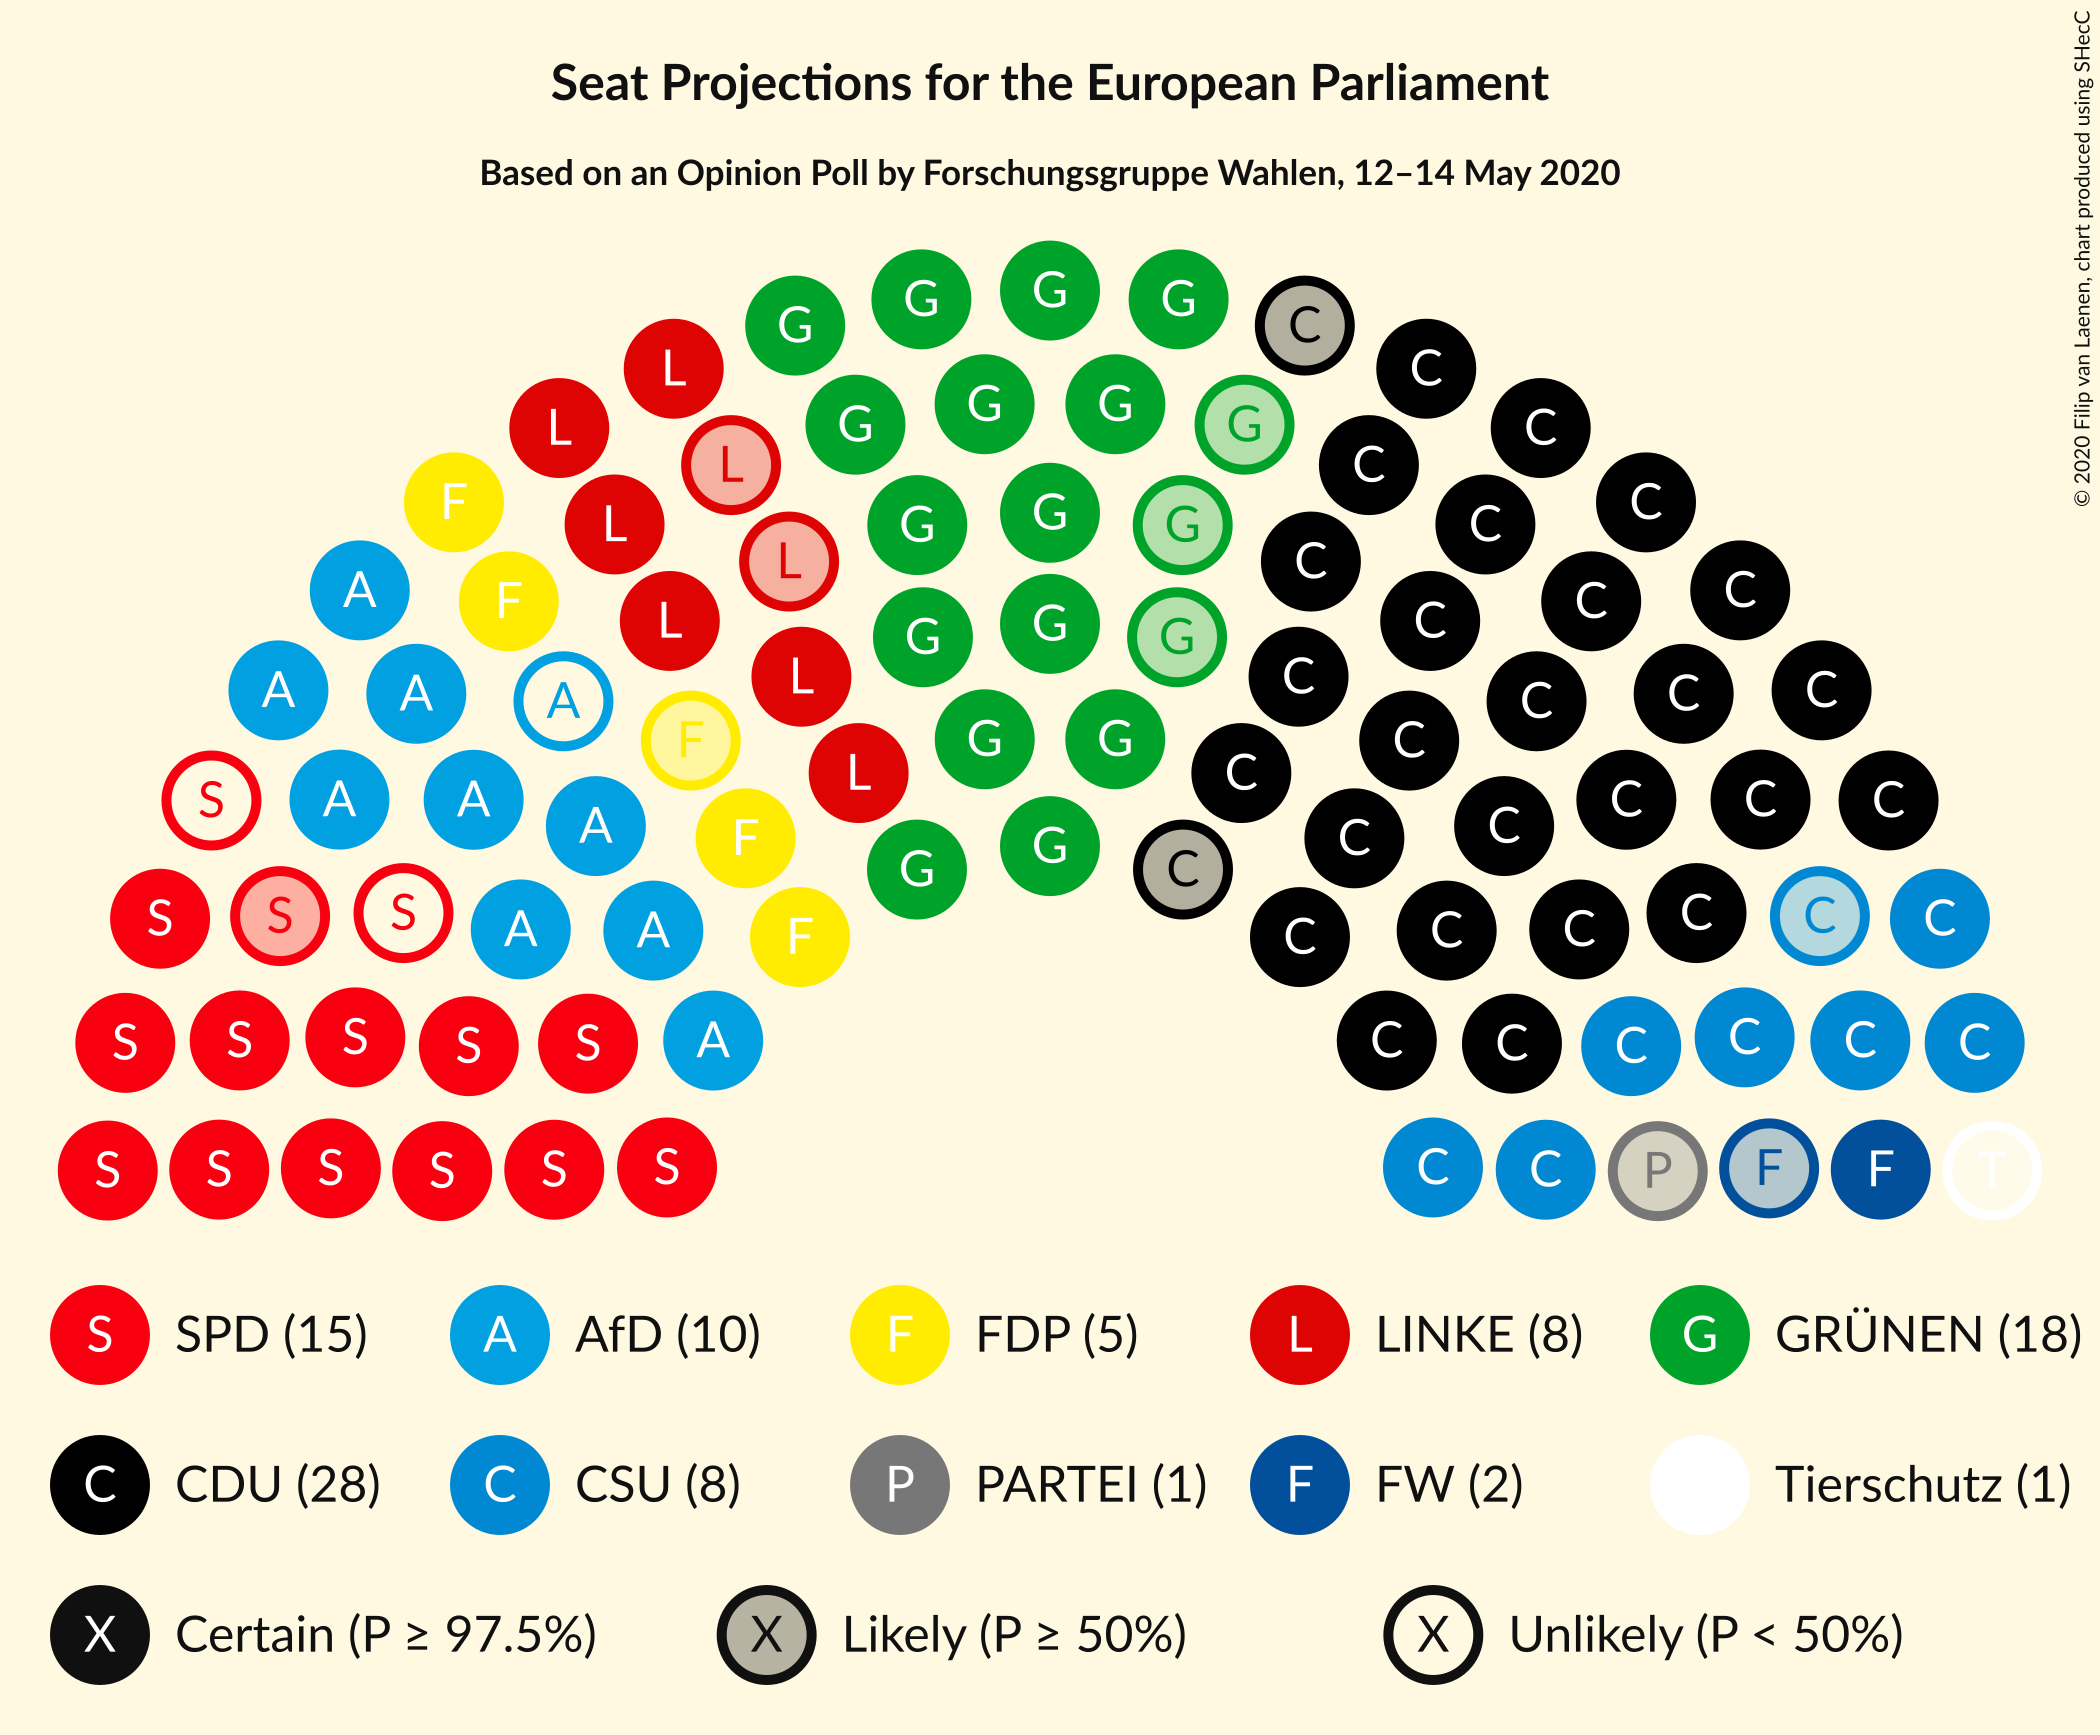 © 2020 Filip van Laenen, chart produced using SHecC
Seat Projections for the European Parliament
Based on an Opinion Poll by Forschungsgruppe Wahlen, 12–14 May 2020
G G G G C
L C
L G G G G C
L C
F L G G G C C
A L C C
F L G G G C C
A A A L C C C C
F L G G C C
S A A A F C C C C C
G G C
S S S A A F C C C C C C
S S S S S A C C C C C C
S S S S S S C C P F F T
S SPD (15) A AfD (10) F FDP (5) L LINKE (8) G GRÜNEN (18)
C CDU (28) C CSU (8) P PARTEI (1) F FW (2) Tierschutz (1)
X Certain (P ≥ 97.5%) X Likely (P ≥ 50%) X Unlikely (P < 50%)